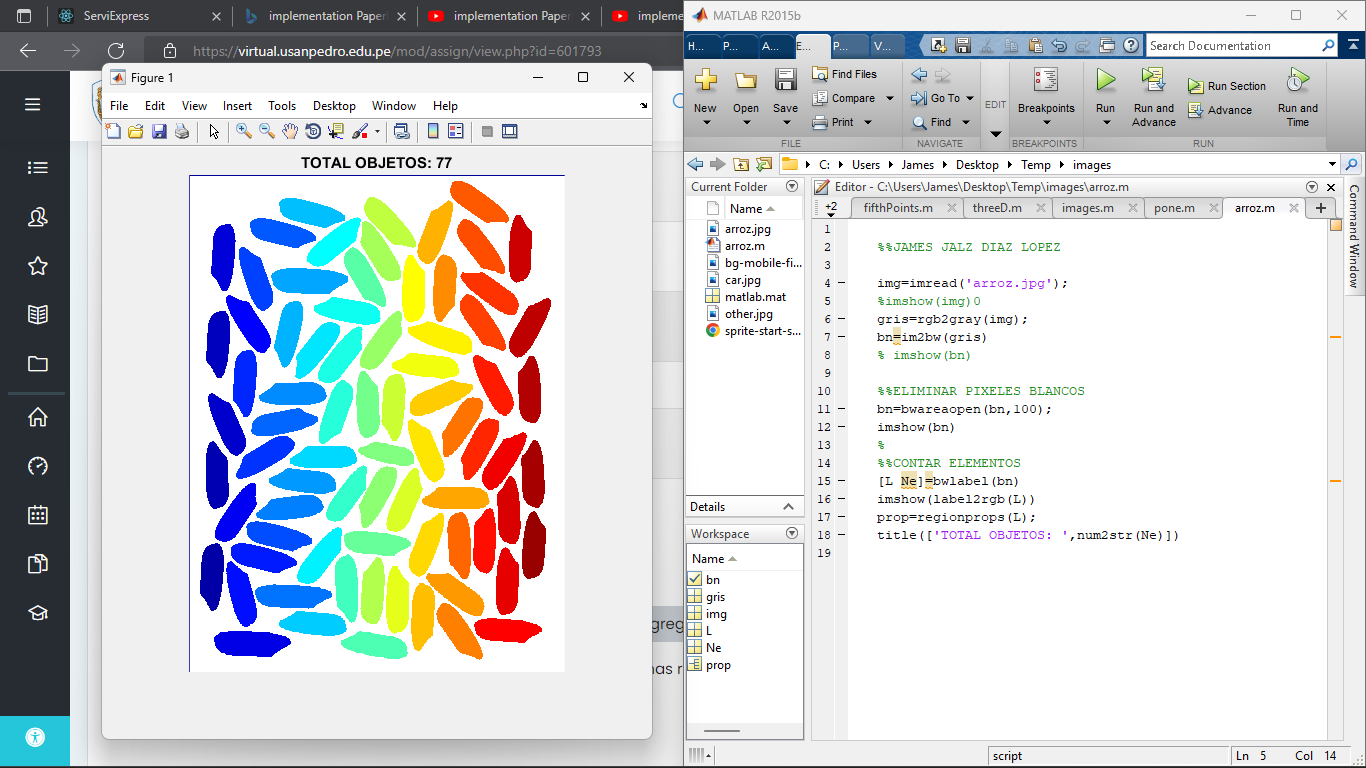 ServiExpress
implementation Paper
implementation Paper
impleme
https://virtual.usanpedro.edu.pe/mod/assign/view.php?id=601793
Figure 1
File Edit View Insert Tools Desktop Window Help
TOTAL OBJETOS: 77
greg
as r
MATLAB R2015b
H... P... A... E... P... V...
Search Documentation
New
Open
Save
Find Files
Compare
Print
FILE
Go To
Find
NAVIGATE
EDIT
Breakpoints
BREAKPOINTS
Run
Run and Advance
Run Section
Advance
Run and Time
RUN
C: Users James Desktop Temp images
Current Folder
Name
arroz.jpg
arroz.m
bg-mobile-fi...
car.jpg
matlab.mat
other.jpg
sprite-start-s...
Details
Workspace
Name
bn
gris
img
L
Ne
prop
Editor - C:\Users\James\Desktop\Temp\images\arroz.m
+2 fifthPoints.m threeD.m images.m pone.m arroz.m
1
2 %%JAMES JALZ DIAZ LOPEZ
3
4 img=imread('arroz.jpg');
5 %imshow(img)0
6 gris=rgb2gray(img);
7 bn=im2bw(gris)
8 % imshow(bn)
9
10 %%ELIMINAR PIXELES BLANCOS
11 bn=bwareaopen(bn,100);
12 imshow(bn)
13 %
14 %%CONTAR ELEMENTOS
15 [L Ne]=bwlabel(bn)
16 imshow(label2rgb(L))
17 prop=regionprops(L);
18 title(['TOTAL OBJETOS: ',num2str(Ne)])
19
Command Window
script
Ln 5 Col 14